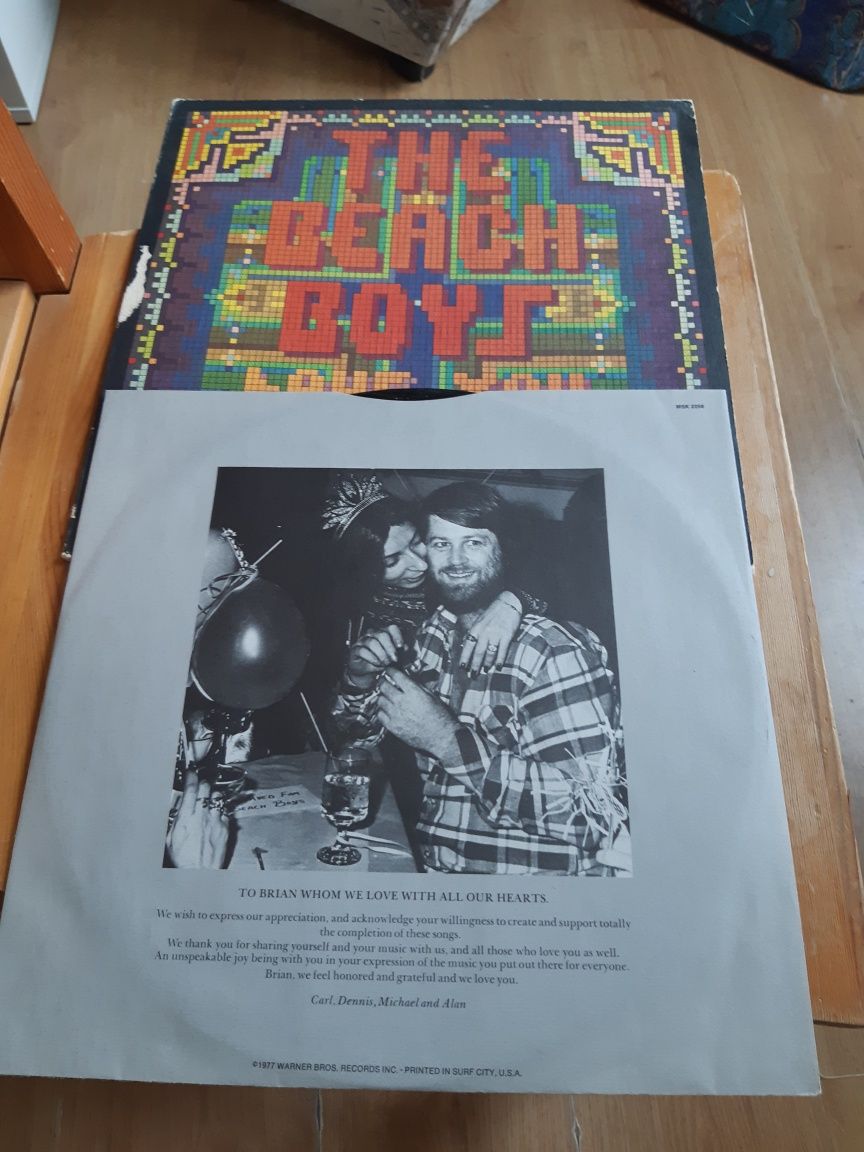 THE
BEACH
BOYS
LOVE YOU
MSK 2258
BEACH BOYS
TO BRIAN WHOM WE LOVE WITH ALL OUR HEARTS.
We wish to express our appreciation, and acknowledge your willingness to create and support totally
the completion of these songs.
We thank you for sharing yourself and your music with us, and all those who love you as well.
An unspeakable joy being with you in your expression of the music you put out there for everyone.
Brian, we feel honored and grateful and we love you.
Carl, Dennis, Michael and Alan
©1977 WARNER BROS. RECORDS INC. • PRINTED IN SURF CITY, U.S.A.